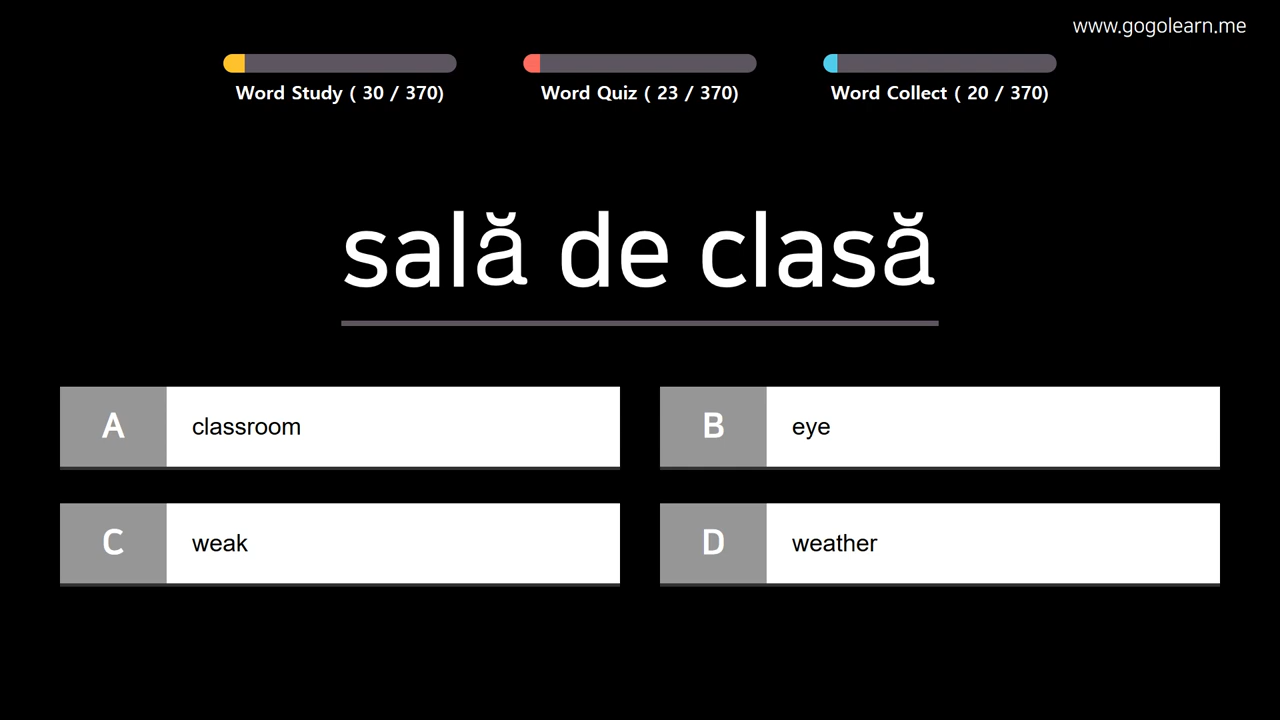 www.gogolearn.me
Word Study ( 30 / 370)
Word Quiz ( 23 / 370)
Word Collect ( 20 / 370)
sală de clasă
A classroom
B eye
C weak
D weather